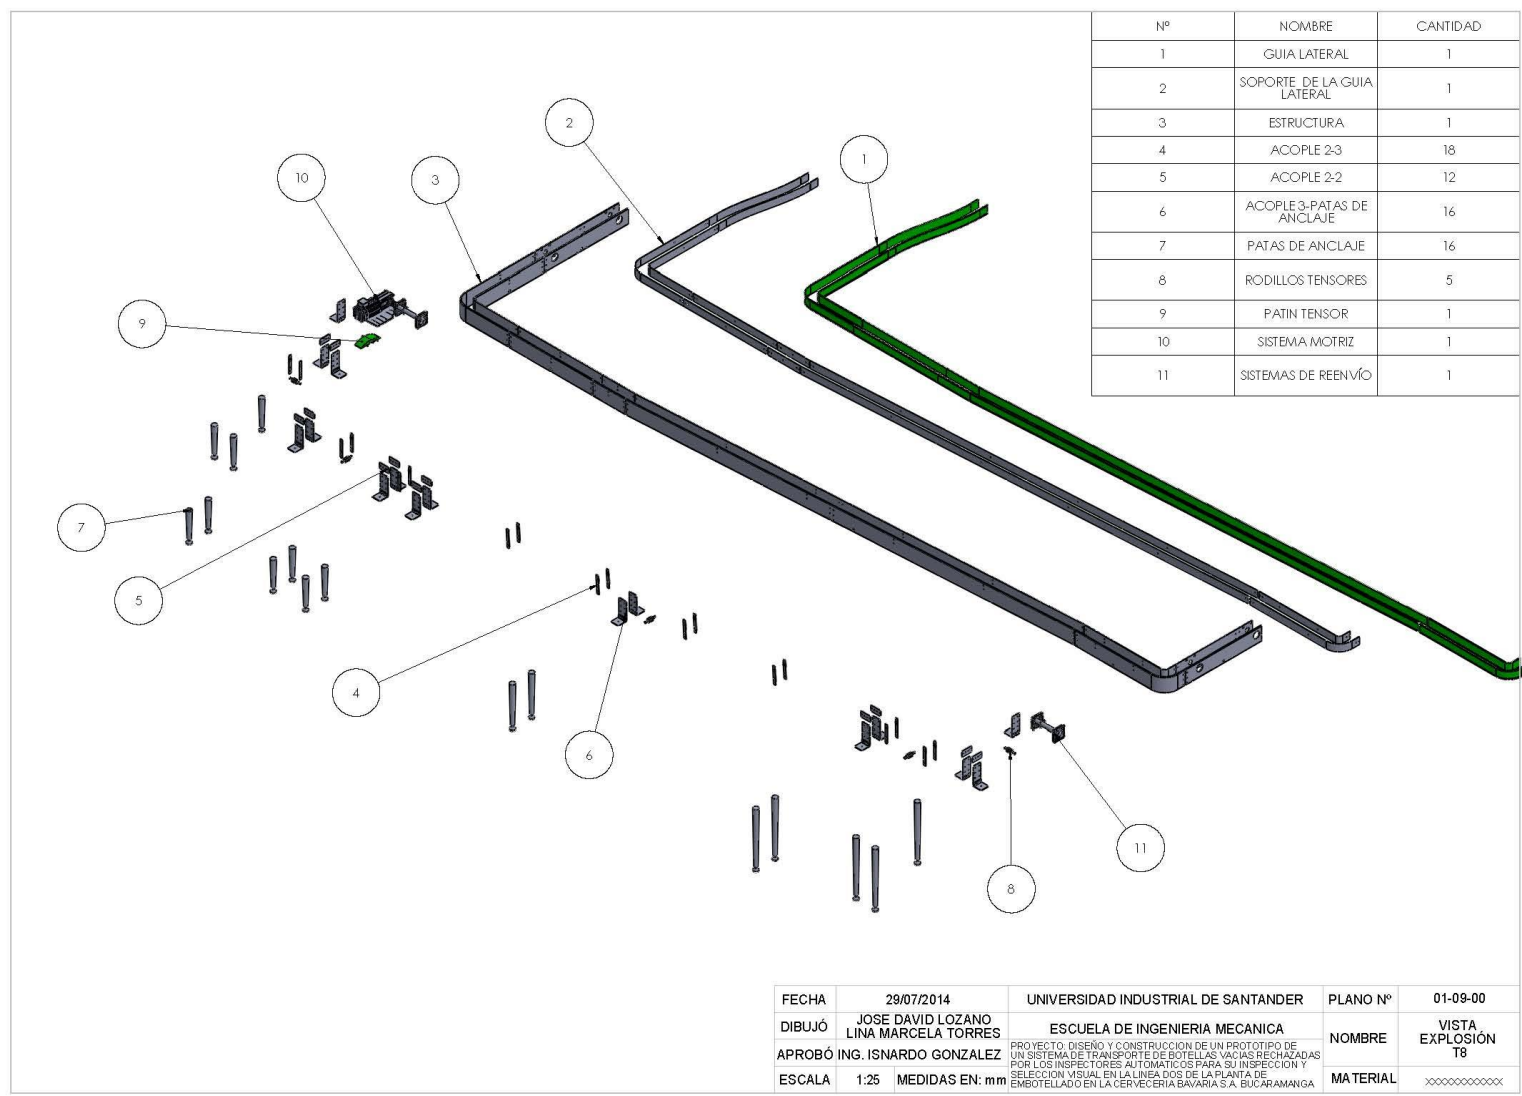 Nº NOMBRE CANTIDAD
1 GUIA LATERAL 1
2 SOPORTE DE LA GUIA LATERAL 1
3 ESTRUCTURA 1
4 ACOPLE 2-3 18
5 ACOPLE 2-2 12
6 ACOPLE 3-PATAS DE ANCLAJE 16
7 PATAS DE ANCLAJE 16
8 RODILLOS TENSORES 5
9 PATIN TENSOR 1
10 SISTEMA MOTRIZ 1
11 SISTEMAS DE REENVÍO 1
2
1
10
3
9
7
5
4
6
11
8
FECHA 29/07/2014 UNIVERSIDAD INDUSTRIAL DE SANTANDER PLANO Nº 01-09-00
DIBUJÓ JOSE DAVID LOZANO
LINA MARCELA TORRES
ESCUELA DE INGENIERIA MECANICA
NOMBRE VISTA
EXPLOSIÓN
T8
APROBÓ ING. ISNARDO GONZALEZ
PROYECTO: DISEÑO Y CONSTRUCCION DE UN PROTOTIPO DE
UN SISTEMA DE TRANSPORTE DE BOTELLAS VACIAS RECHAZADAS
POR LOS INSPECTORES AUTOMATICOS PARA SU INSPECCION Y
SELECCION VISUAL EN LA LINEA DOS DE LA PLANTA DE
EMBOTELLADO EN LA CERVECERIA BAVARIA S.A. BUCARAMANGA
ESCALA 1:25 MEDIDAS EN: mm
MATERIAL XXXXXXXXXXXX